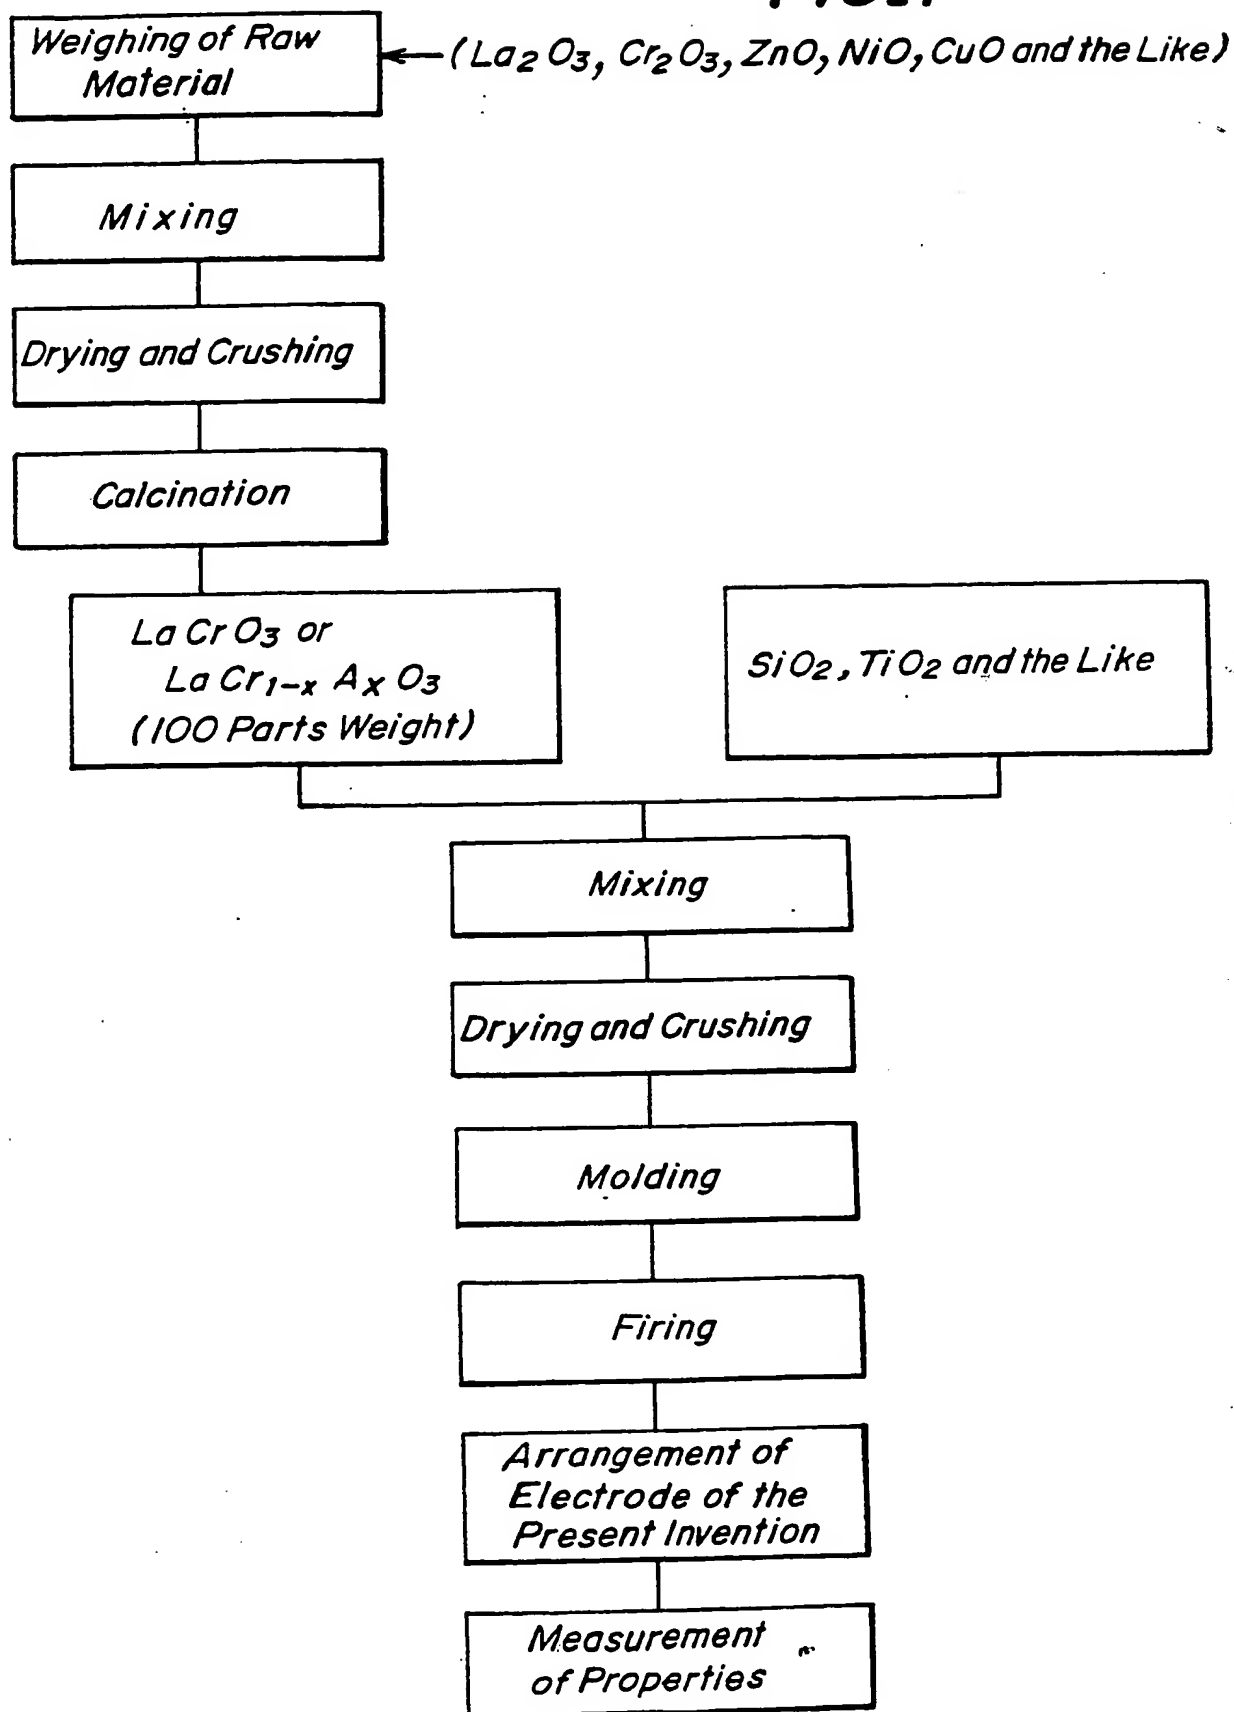 Weighing of Raw
Material
(La2O3, Cr2O3, ZnO, NiO, CuO and the Like)
Mixing
Drying and Crushing
Calcination
LaCrO3 or
LaCr1-x AxO3
(100 Parts Weight)
SiO2, TiO2 and the Like
Mixing
Drying and Crushing
Molding
Firing
Arrangement of
Electrode of the
Present Invention
Measurement
of Properties